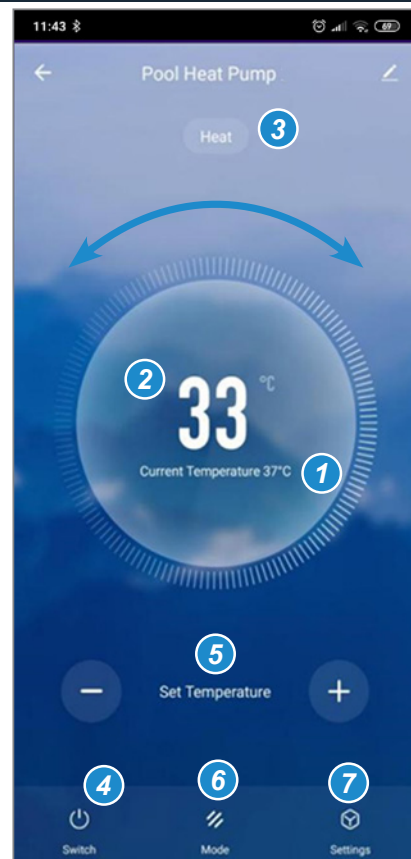 11:43
69
Pool Heat Pump
Heat
3
2
33 °C
Current Temperature 37°C
1
5
Set Temperature
4
6
7
Switch
Mode
Settings